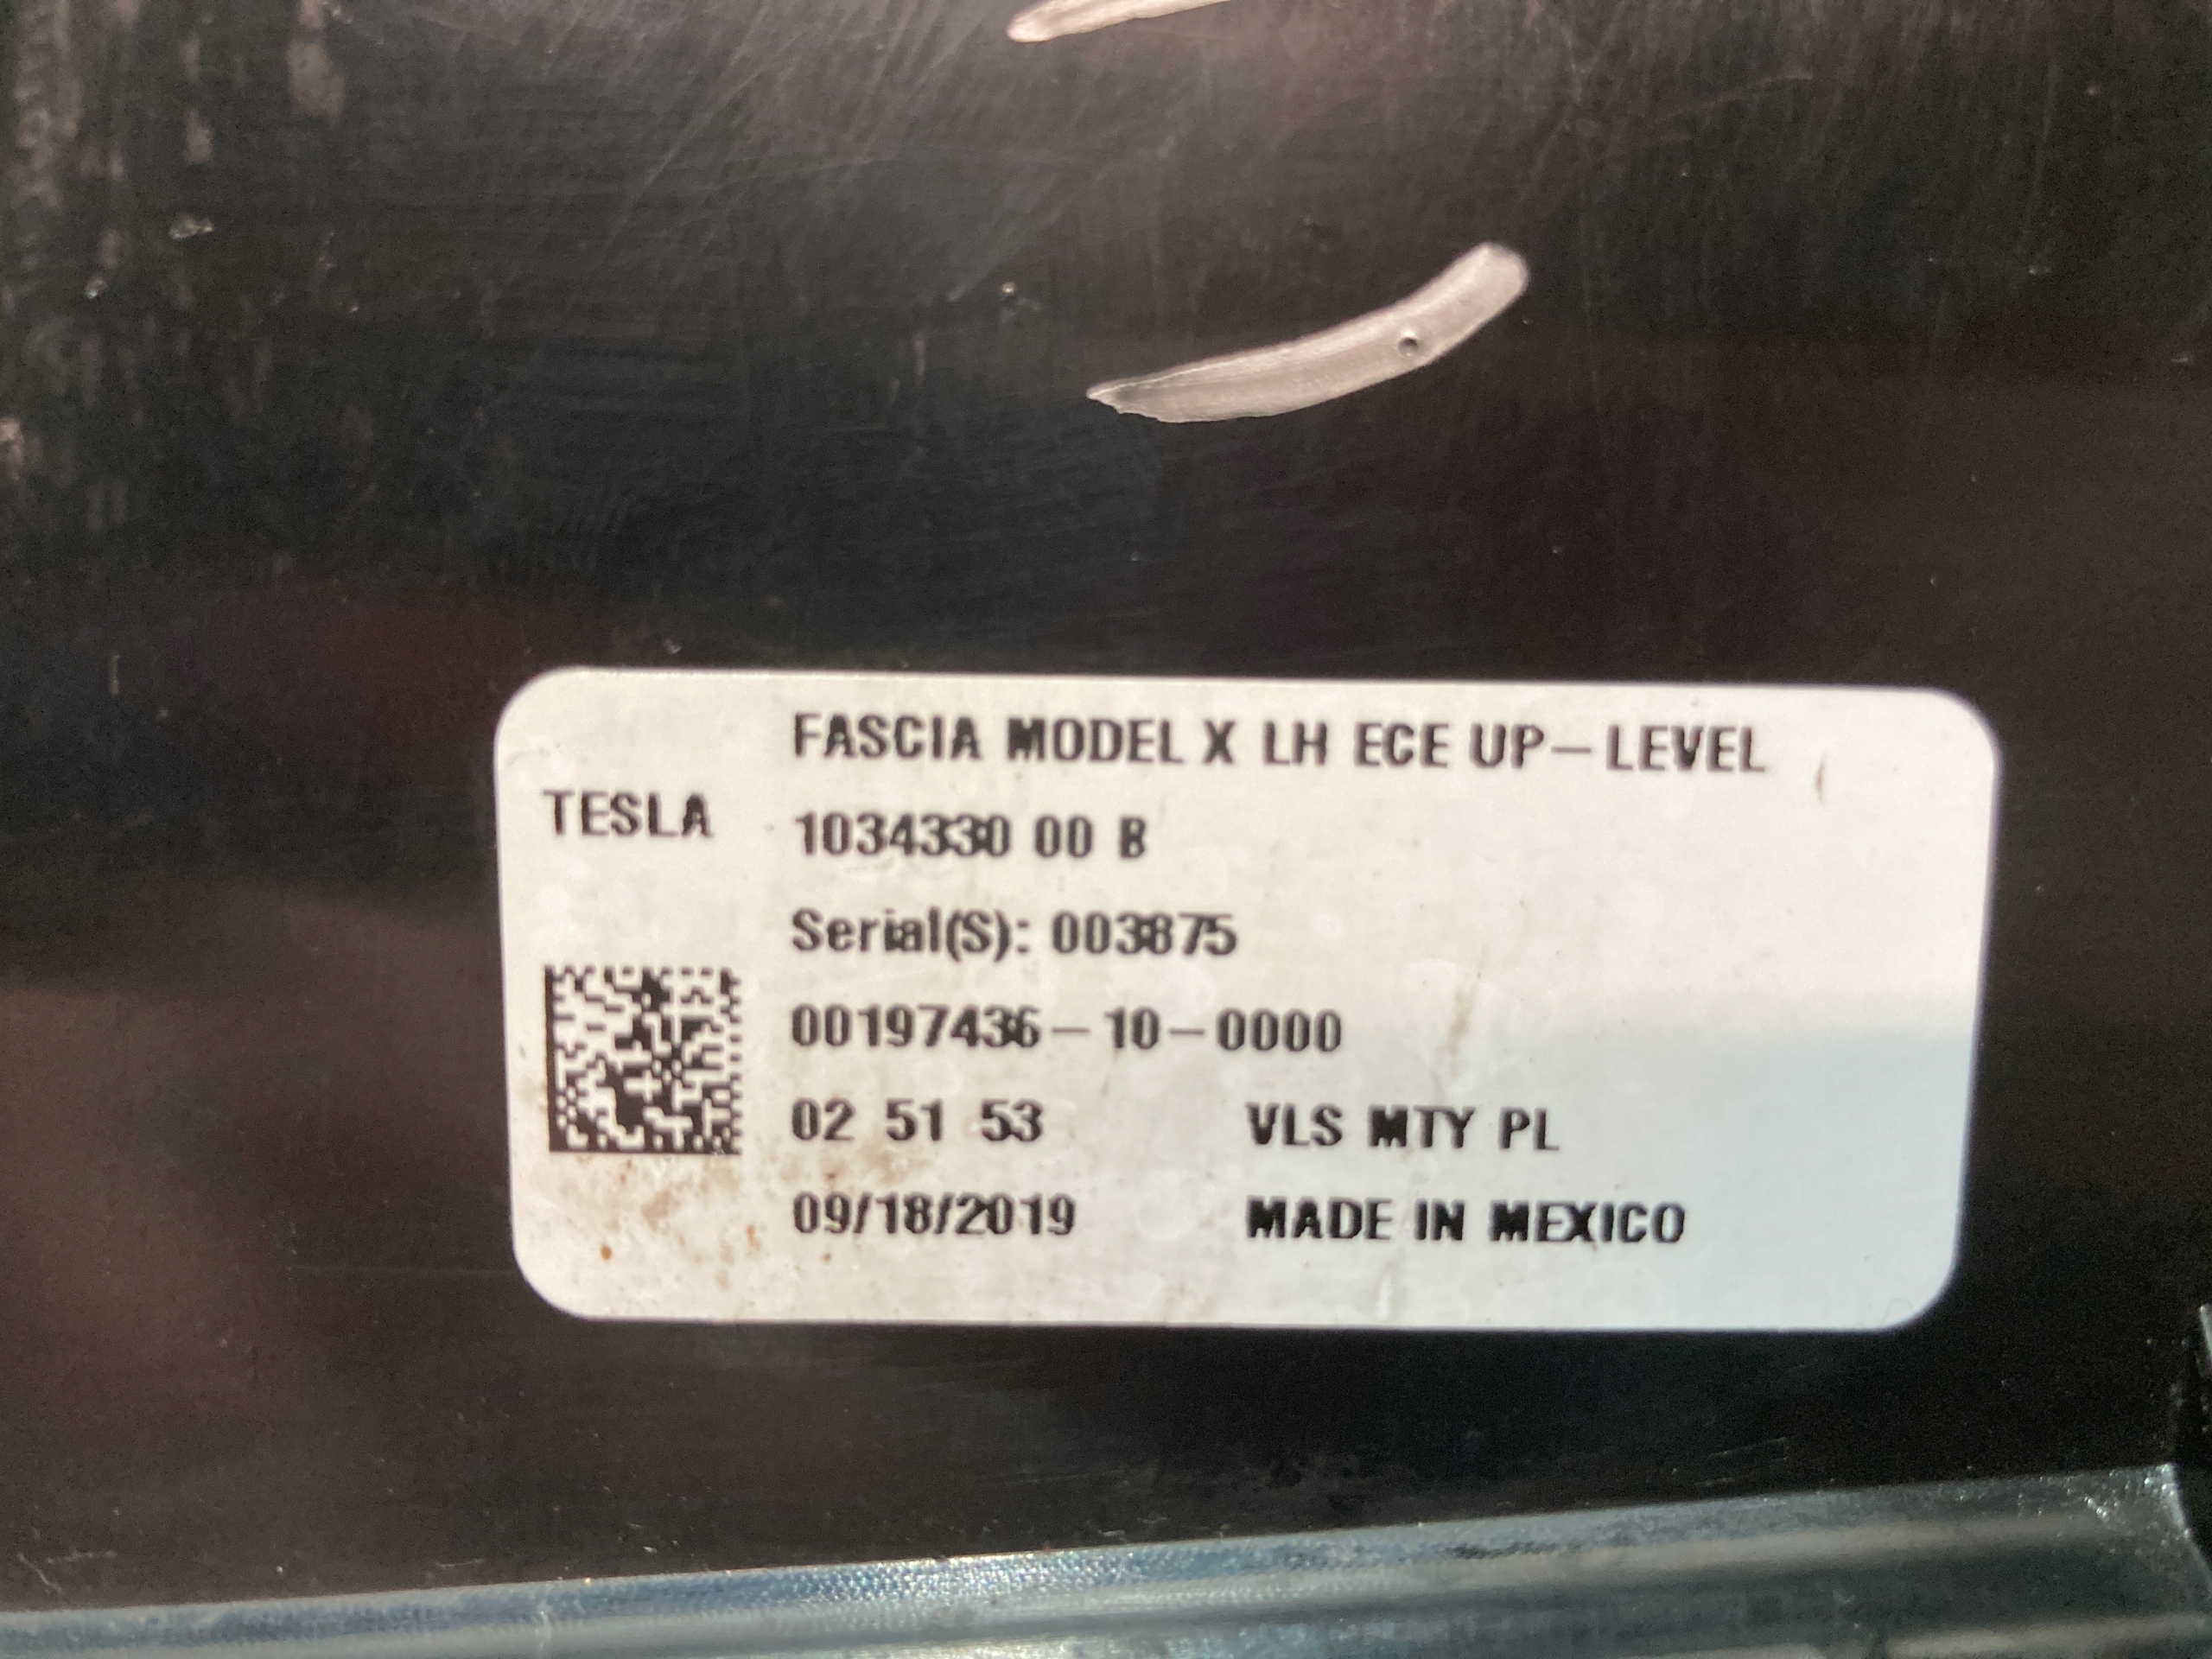 FASCIA MODEL X LH ECE UP-LEVEL
TESLA
1034330 00 B
Serial(S): 003875
00197436-10-0000
02 51 53 VLS MTY PL
09/18/2019 MADE IN MEXICO